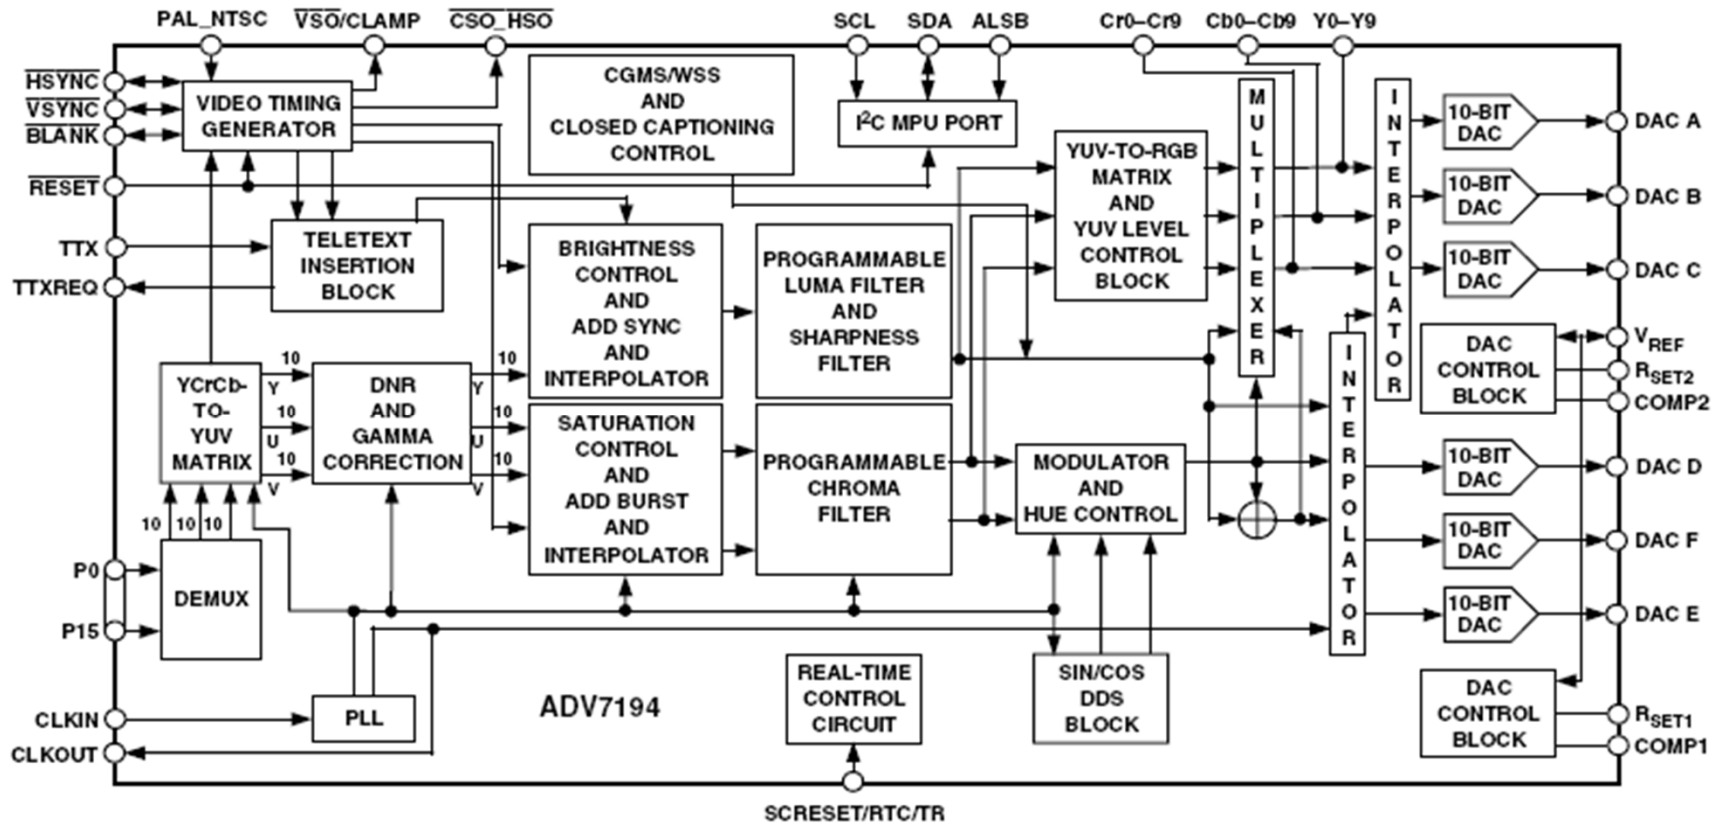 PAL_NTSC
VSO/CLAMP
CSO_HSO
SCL
SDA
ALSB
Cr0–Cr9
Cb0–Cb9
Y0–Y9
HSYNC
VSYNC
BLANK
RESET
TTX
TTXREQ
VIDEO TIMING
GENERATOR
CGMS/WSS
AND
CLOSED CAPTIONING
CONTROL
I2C MPU PORT
TELETEXT
INSERTION
BLOCK
BRIGHTNESS
CONTROL
AND
ADD SYNC
AND
INTERPOLATOR
PROGRAMMABLE
LUMA FILTER
AND
SHARPNESS
FILTER
YUV-TO-RGB
MATRIX
AND
YUV LEVEL
CONTROL
BLOCK
MULTIPLEXER
INTERPOLATOR
10-BIT
DAC
DAC A
10-BIT
DAC
DAC B
10-BIT
DAC
DAC C
DAC
CONTROL
BLOCK
VREF
RSET2
COMP2
YCrCb-
TO-
YUV
MATRIX
10
Y
10
U
10
V
DNR
AND
GAMMA
CORRECTION
10
Y
10
U
10
V
SATURATION
CONTROL
AND
ADD BURST
AND
INTERPOLATOR
PROGRAMMABLE
CHROMA
FILTER
MODULATOR
AND
HUE CONTROL
INTERPOLATOR
10-BIT
DAC
DAC D
10-BIT
DAC
DAC F
10-BIT
DAC
DAC E
10
10
10
P0
P15
DEMUX
CLKIN
CLKOUT
PLL
ADV7194
REAL-TIME
CONTROL
CIRCUIT
SIN/COS
DDS
BLOCK
DAC
CONTROL
BLOCK
RSET1
COMP1
SCRESET/RTC/TR